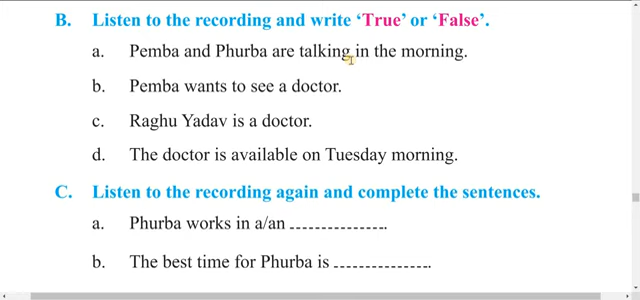 B. Listen to the recording and write ‘True’ or ‘False’.
a. Pemba and Phurba are talking in the morning.
b. Pemba wants to see a doctor.
c. Raghu Yadav is a doctor.
d. The doctor is available on Tuesday morning.
C. Listen to the recording again and complete the sentences.
a. Phurba works in a/an _______________.
b. The best time for Phurba is _______________.